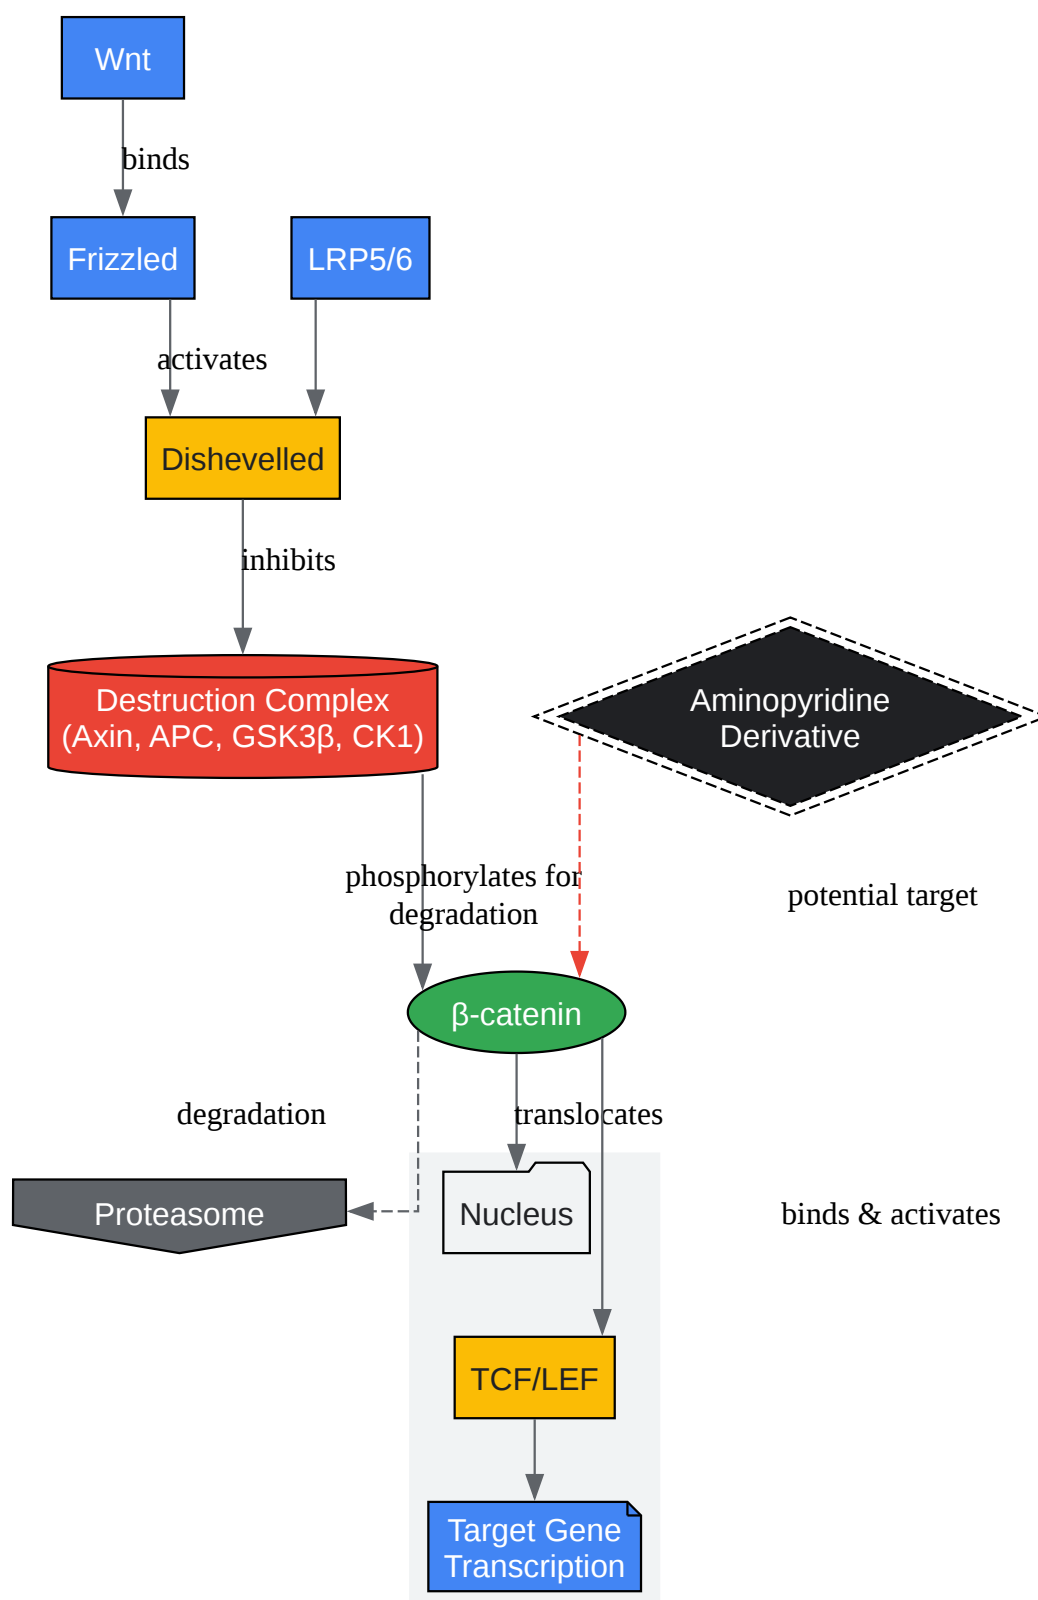 Wnt
binds
Frizzled
LRP5/6
activates
Dishevelled
inhibits
Destruction Complex
(Axin, APC, GSK3β, CK1)
Aminopyridine
Derivative
phosphorylates for
degradation
potential target
β-catenin
degradation
translocates
Proteasome
Nucleus
binds & activates
TCF/LEF
Target Gene
Transcription